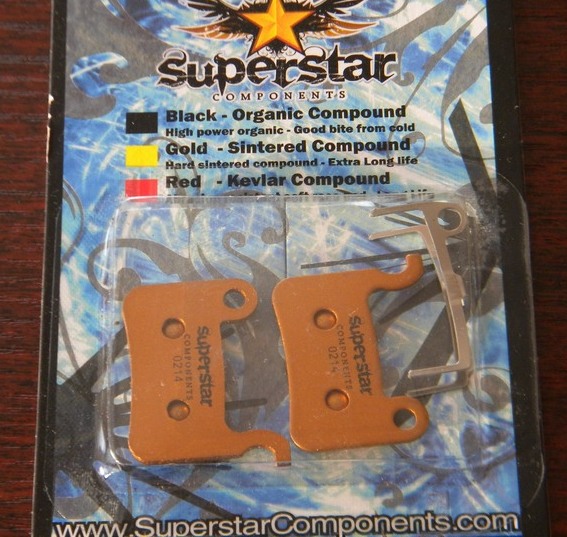 superstar
COMPONENTS
Black - Organic Compound
High power organic - Good bite from cold
Gold - Sintered Compound
Hard sintered compound - Extra Long life
Red - Kevlar Compound
superstar
COMPONENTS
0214
superstar
COMPONENTS
0214
www.SuperstarComponents.com